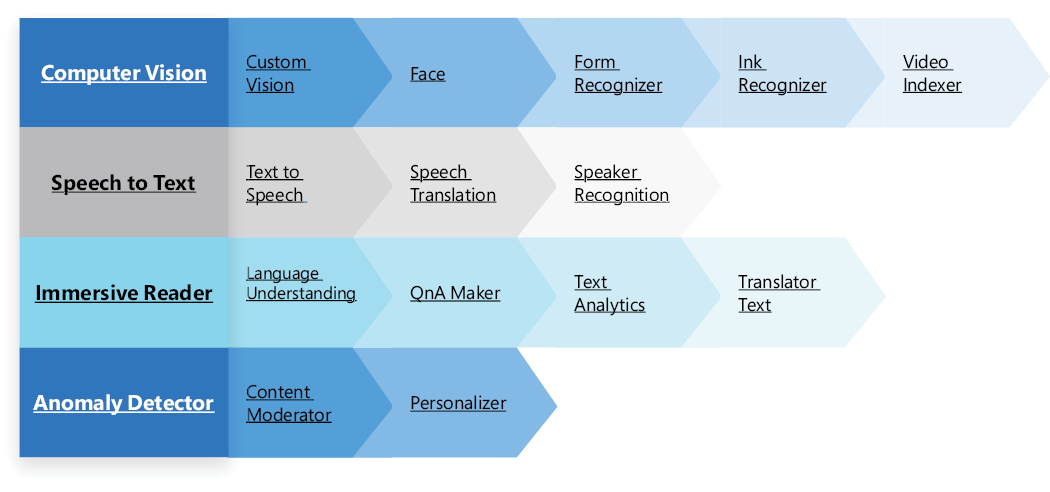 Computer Vision
Custom
Vision
Face
Form
Recognizer
Ink
Recognizer
Video
Indexer
Speech to Text
Text to
Speech
Speech
Translation
Speaker
Recognition
Immersive Reader
Language
Understanding
QnA Maker
Text
Analytics
Translator
Text
Anomaly Detector
Content
Moderator
Personalizer